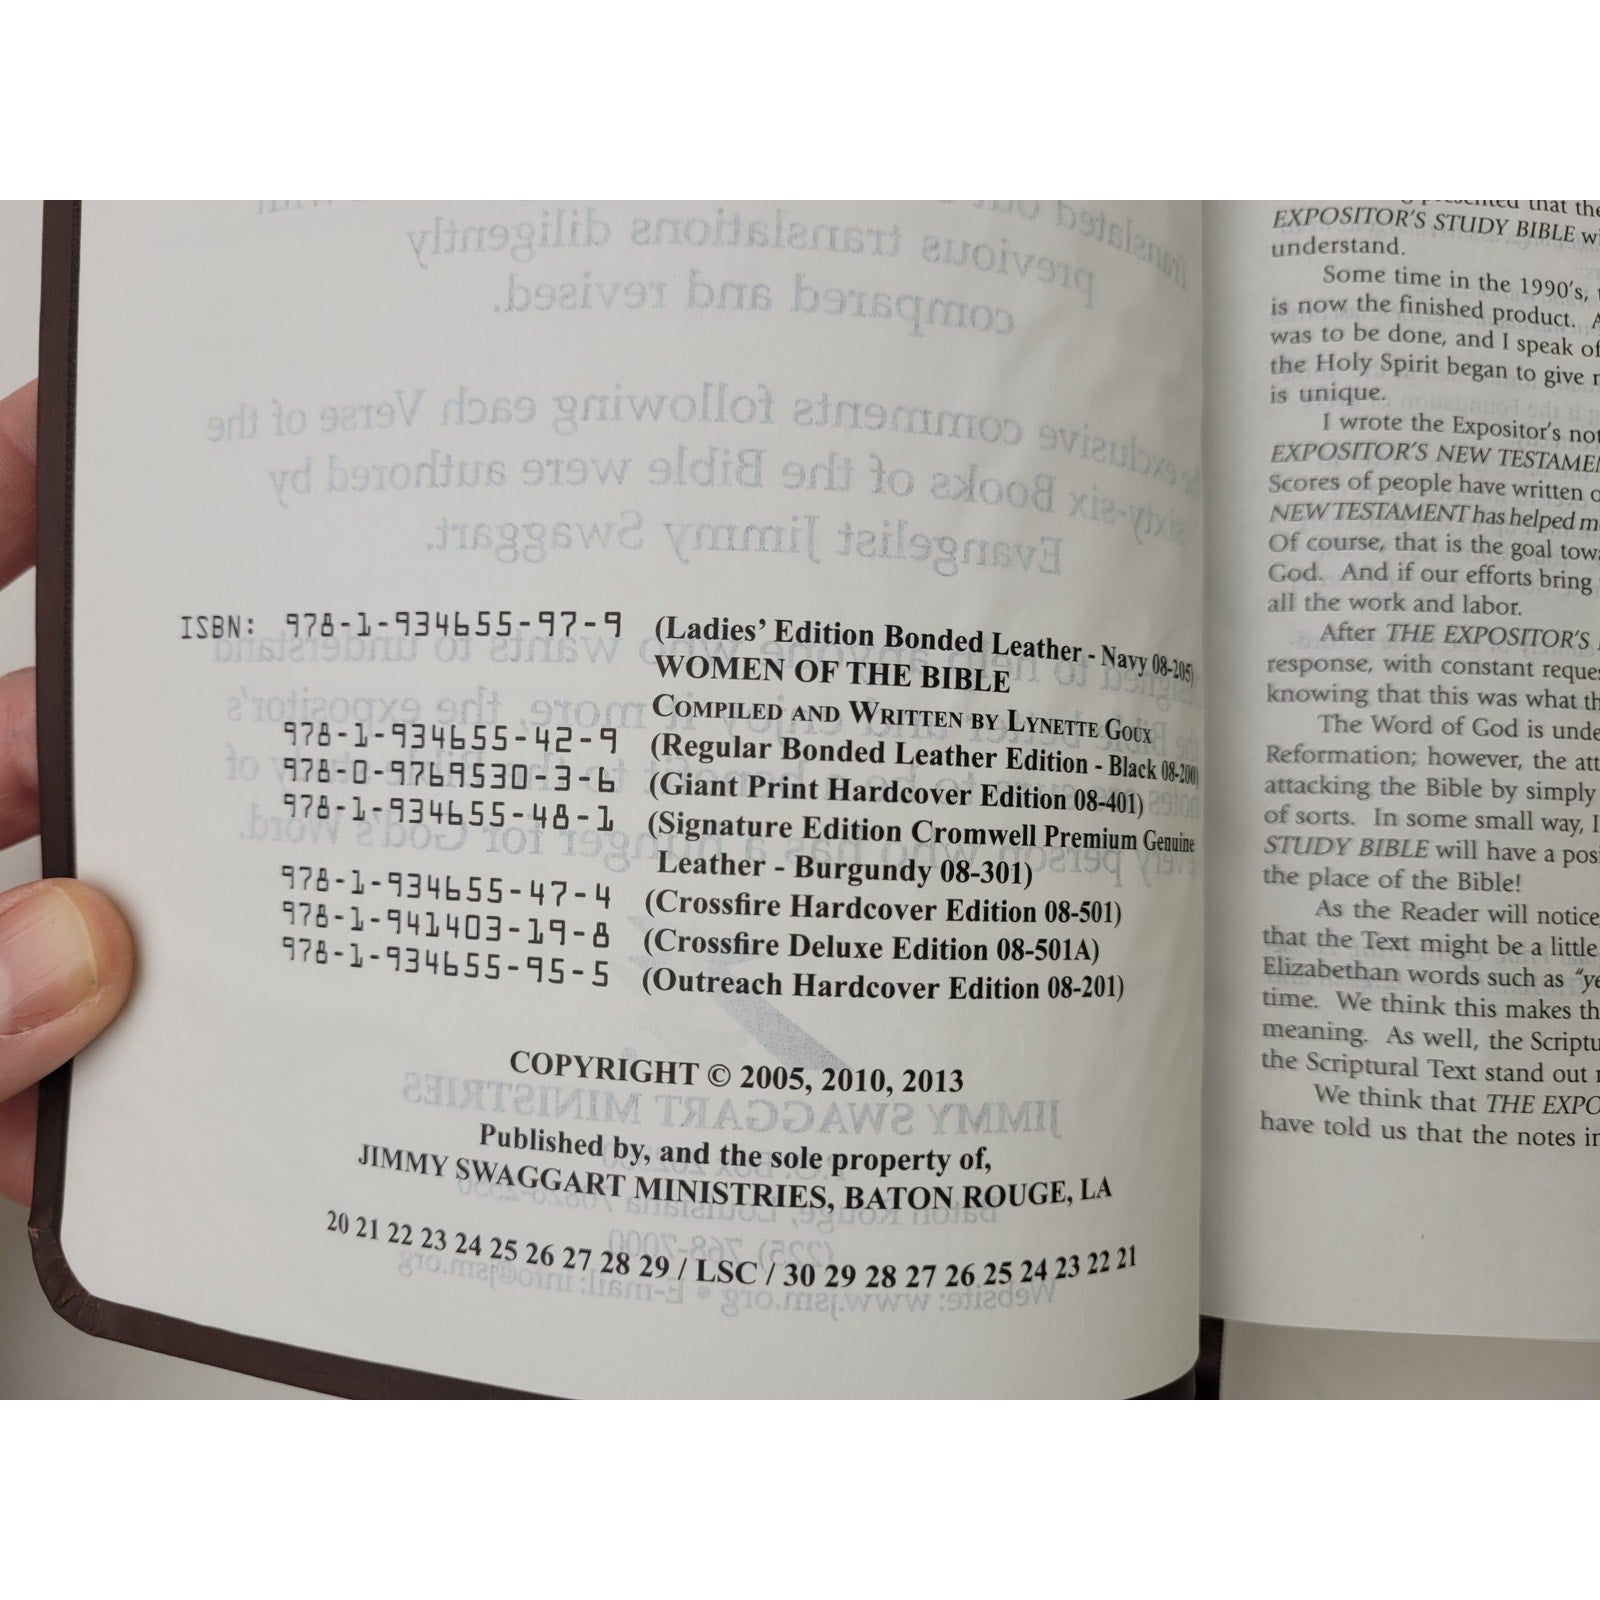 ISBN: 978-1-934655-97-9 (Ladies' Edition Bonded Leather - Navy 08-205)
WOMEN OF THE BIBLE
COMPILED AND WRITTEN BY LYNETTE GOUX
978-1-934655-42-9 (Regular Bonded Leather Edition - Black 08-200)
978-0-9769530-3-6 (Giant Print Hardcover Edition 08-401)
978-1-934655-48-1 (Signature Edition Cromwell Premium Genuine
Leather - Burgundy 08-301)
978-1-934655-47-4 (Crossfire Hardcover Edition 08-501)
978-1-941403-19-8 (Crossfire Deluxe Edition 08-501A)
978-1-934655-95-5 (Outreach Hardcover Edition 08-201)
COPYRIGHT © 2005, 2010, 2013
Published by, and the sole property of,
JIMMY SWAGGART MINISTRIES, BATON ROUGE, LA
20 21 22 23 24 25 26 27 28 29 / LSC / 30 29 28 27 26 25 24 23 22 21
that the
EXPOSITOR'S STUDY BIBLE
understand.
Some time in the 1990's,
is now the finished product.
was to be done, and I speak of
the Holy Spirit began to give
is unique.
I wrote the Expositor's
EXPOSITOR'S NEW
Scores of people have written
NEW TESTAMENT has helped
Of course, that is the goal
God. And if our efforts bring
all the work and labor.
After THE EXPOSITOR'S
response, with constant
knowing that this was what
The Word of God is
Reformation; however, the
attacking the Bible by simply
of sorts. In some small way, I
STUDY BIBLE will have a
the place of the Bible!
As the Reader will notice,
that the Text might be a little
Elizabethan words such as
time. We think this makes
meaning. As well, the
the Scriptural Text stand out
We think that THE
have told us that the notes